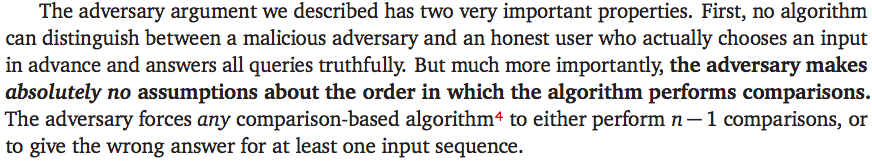 The adversary argument we described has two very important properties. First, no algorithm
can distinguish between a malicious adversary and an honest user who actually chooses an input
in advance and answers all queries truthfully. But much more importantly, the adversary makes
absolutely no assumptions about the order in which the algorithm performs comparisons.
The adversary forces any comparison-based algorithm⁴ to either perform n − 1 comparisons, or
to give the wrong answer for at least one input sequence.